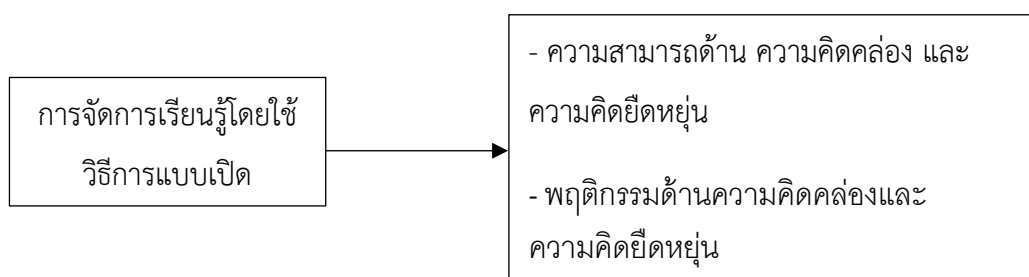 การจัดการเรียนรู้โดยใช้
วิธีการแบบเปิด
- ความสามารถด้าน ความคิดคล่อง และ
ความคิดยืดหยุ่น
- พฤติกรรมด้านความคิดคล่องและ
ความคิดยืดหยุ่น